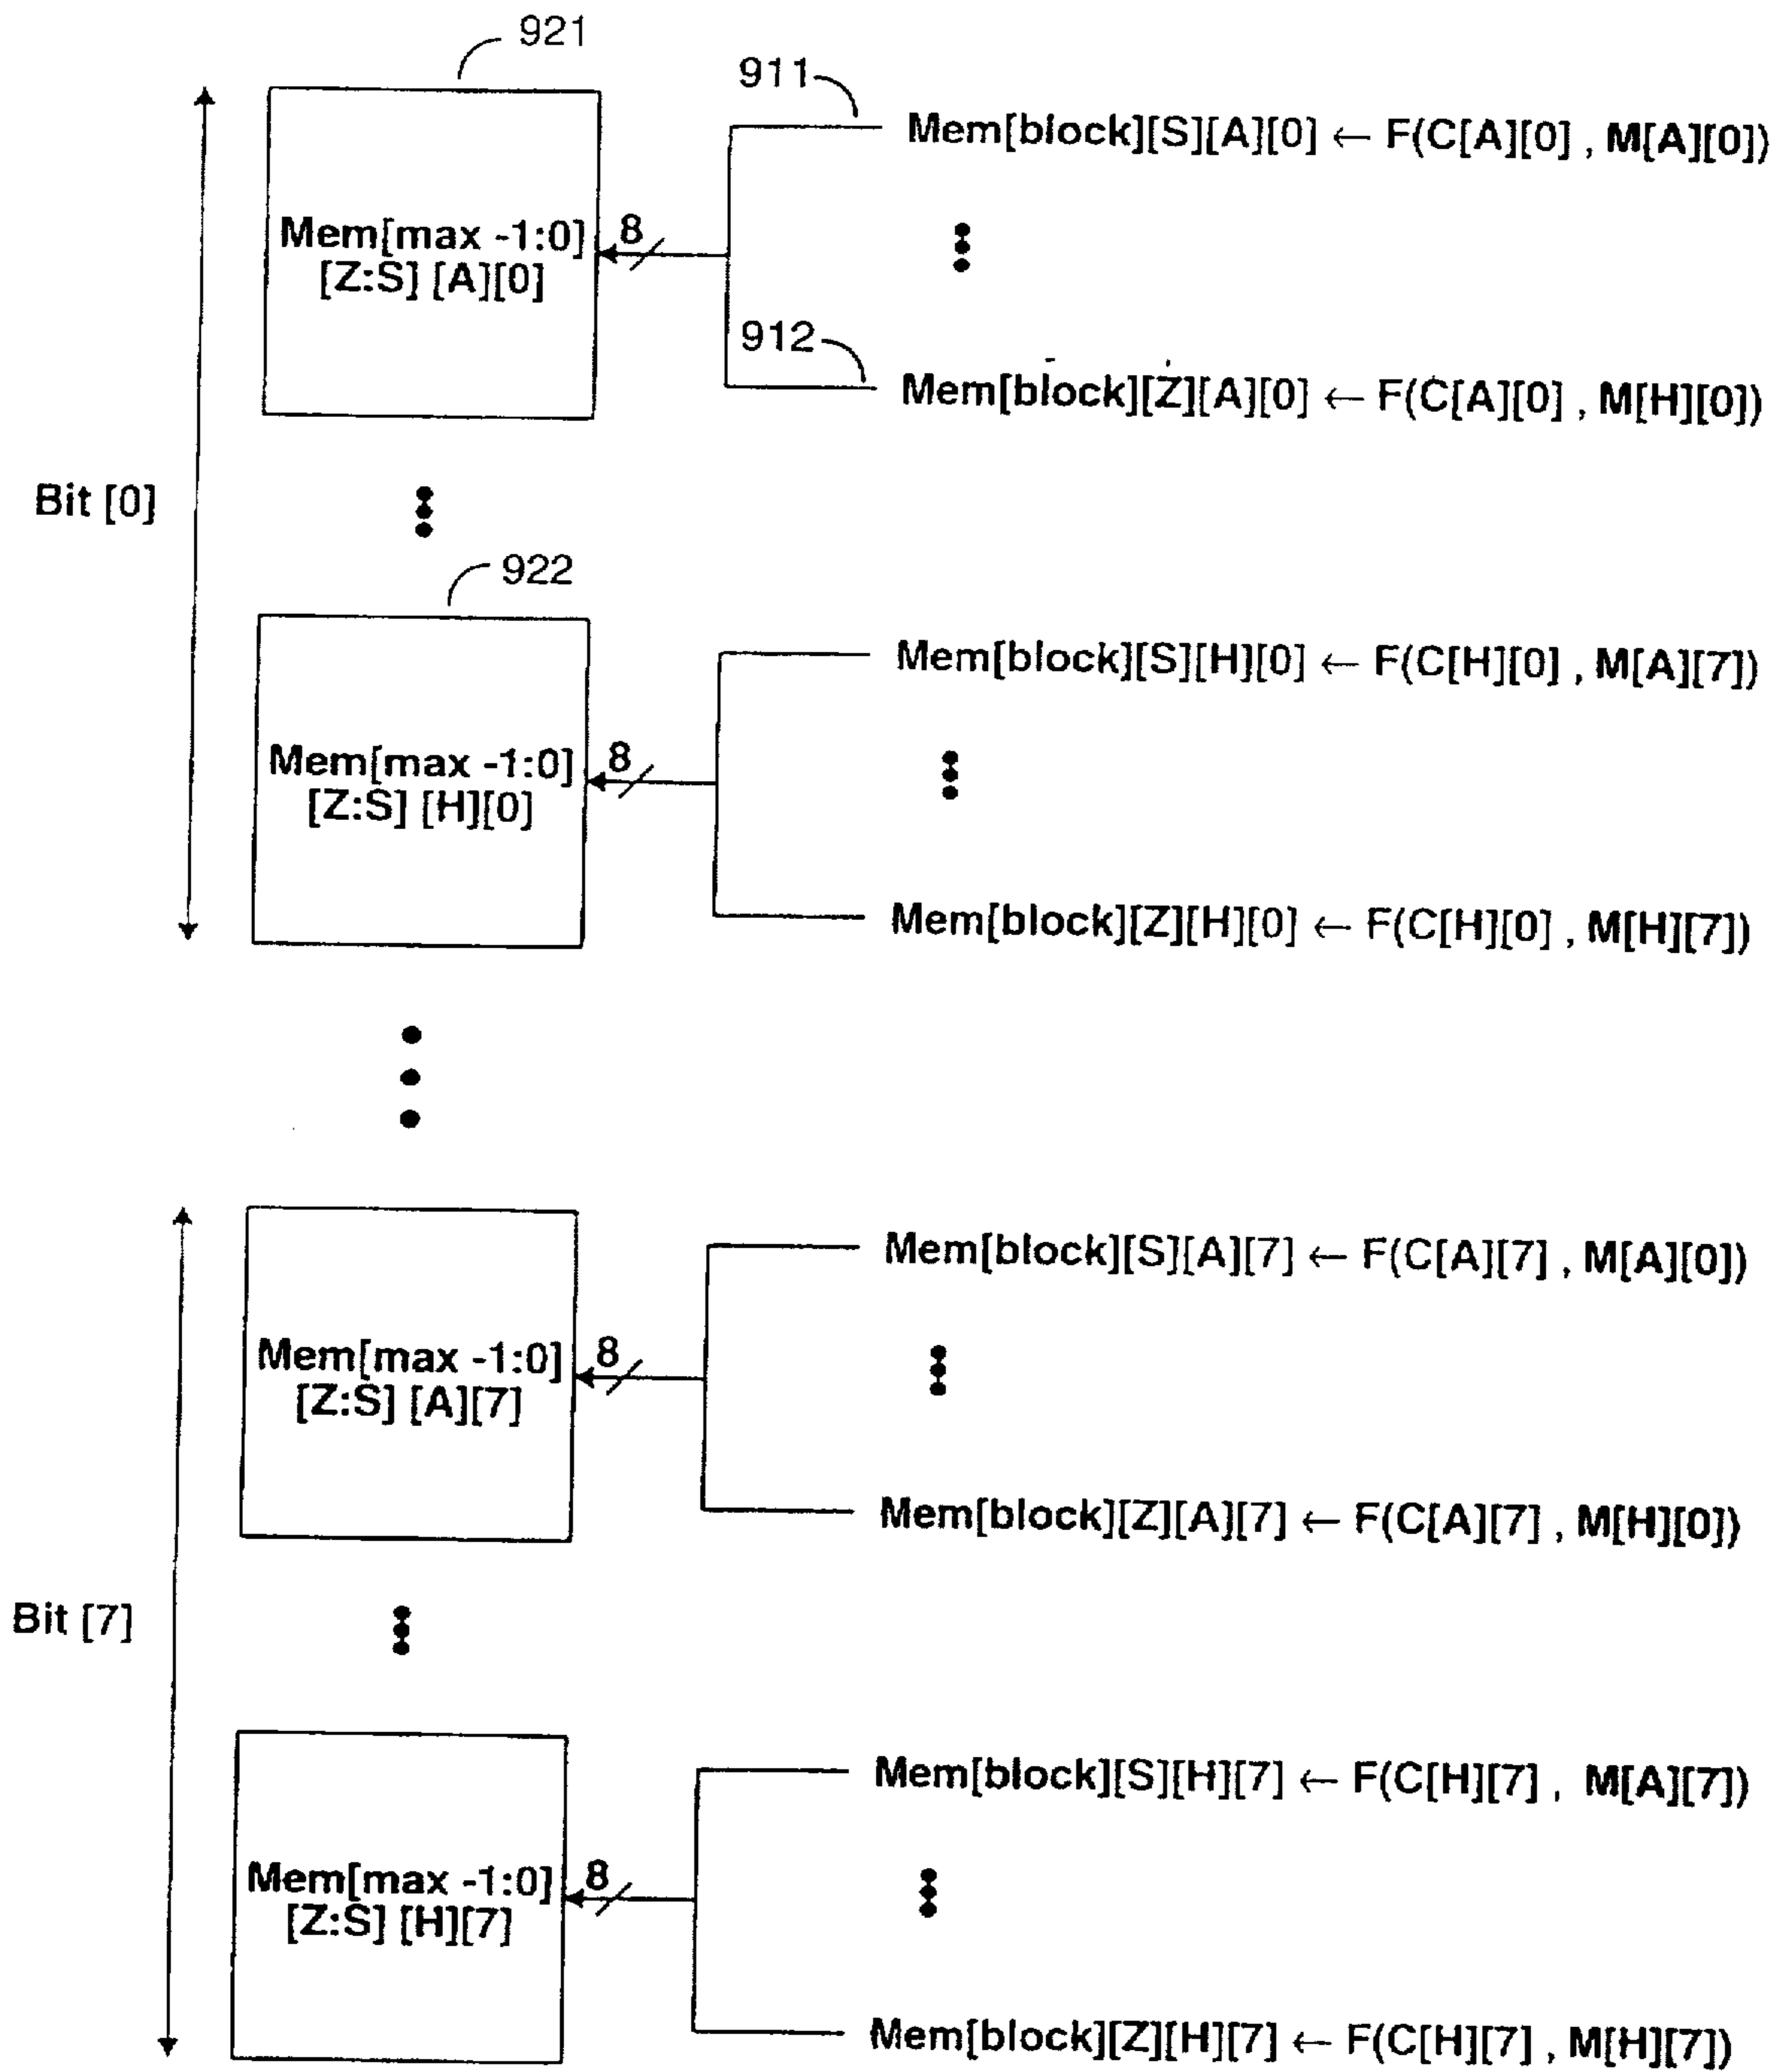 921
911
Mem[block][S][A][0] ← F(C[A][0] , M[A][0])
Mem[max -1:0]
[Z:S] [A][0]
8
912
Mem[block][Z][A][0] ← F(C[A][0] , M[H][0])
Bit [0]
922
Mem[block][S][H][0] ← F(C[H][0] , M[A][7])
Mem[max -1:0]
[Z:S] [H][0]
8
Mem[block][Z][H][0] ← F(C[H][0] , M[H][7])
Mem[block][S][A][7] ← F(C[A][7] , M[A][0])
Mem[max -1:0]
[Z:S] [A][7]
8
Mem[block][Z][A][7] ← F(C[A][7] , M[H][0])
Bit [7]
Mem[block][S][H][7] ← F(C[H][7] , M[A][7])
Mem[max -1:0]
[Z:S] [H][7]
8
Mem[block][Z][H][7] ← F(C[H][7] , M[H][7])